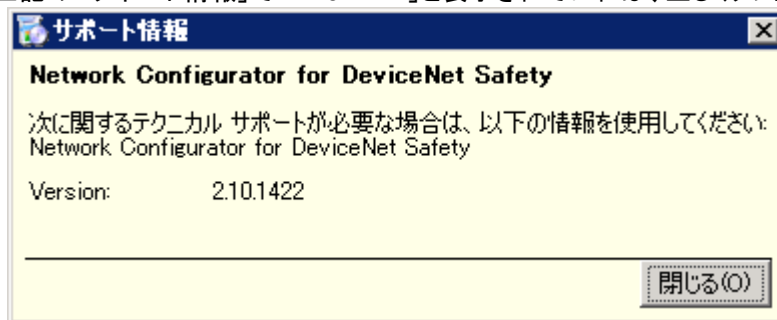 サポート情報
Network Configurator for DeviceNet Safety
次に関するテクニカル サポートが必要な場合は、以下の情報を使用してください:
Network Configurator for DeviceNet Safety
Version: 2.10.1422
閉じる(O)